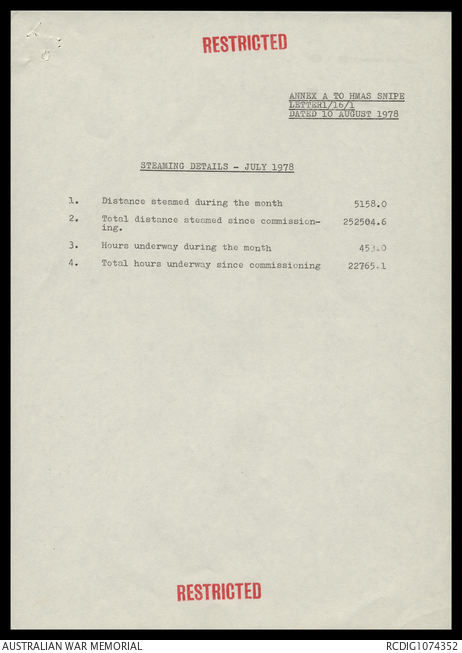 RESTRICTED
ANNEX A TO HMAS SNIPE
LETTER1/16/1
DATED 10 AUGUST 1978
STEAMING DETAILS - JULY 1978
1. Distance steamed during the month 5158.0
2. Total distance steamed since commission- 252504.6
ing.
3. Hours underway during the month 453.0
4. Total hours underway since commissioning 22765.1
RESTRICTED
AUSTRALIAN WAR MEMORIAL RCDIG1074352